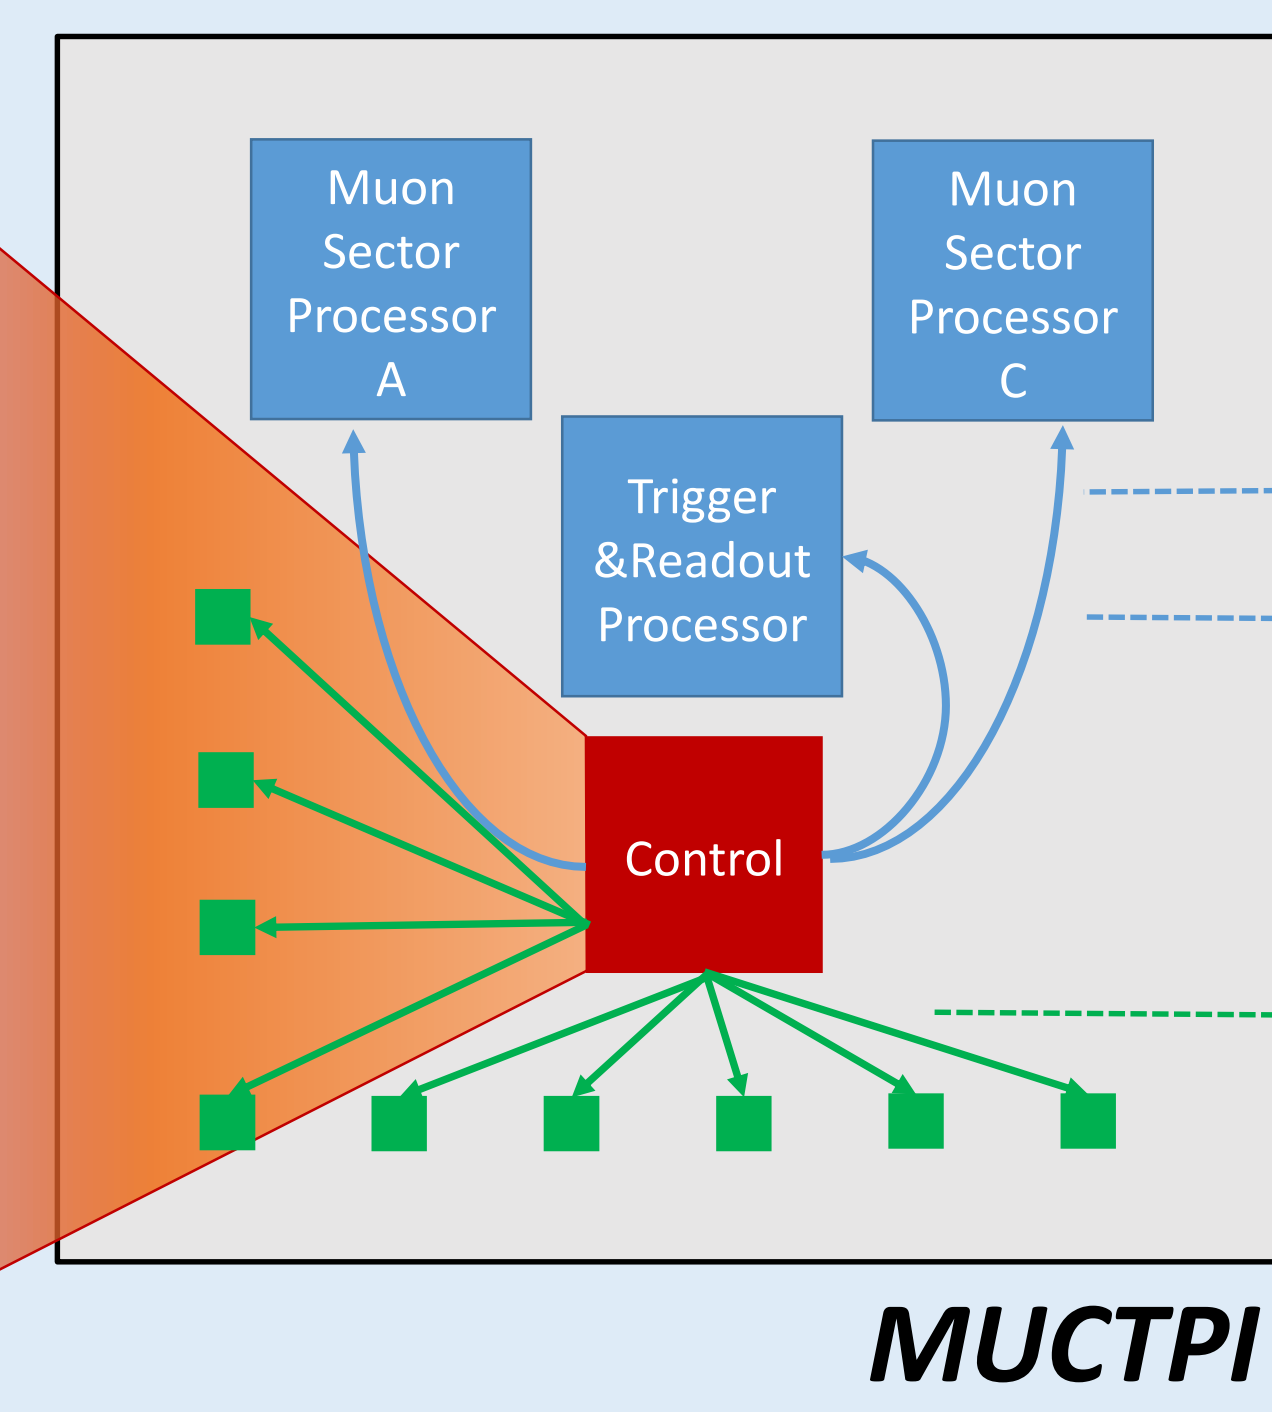 Muon
Sector
Processor
A
Muon
Sector
Processor
C
Trigger
&Readout
Processor
Control
MUCTPI